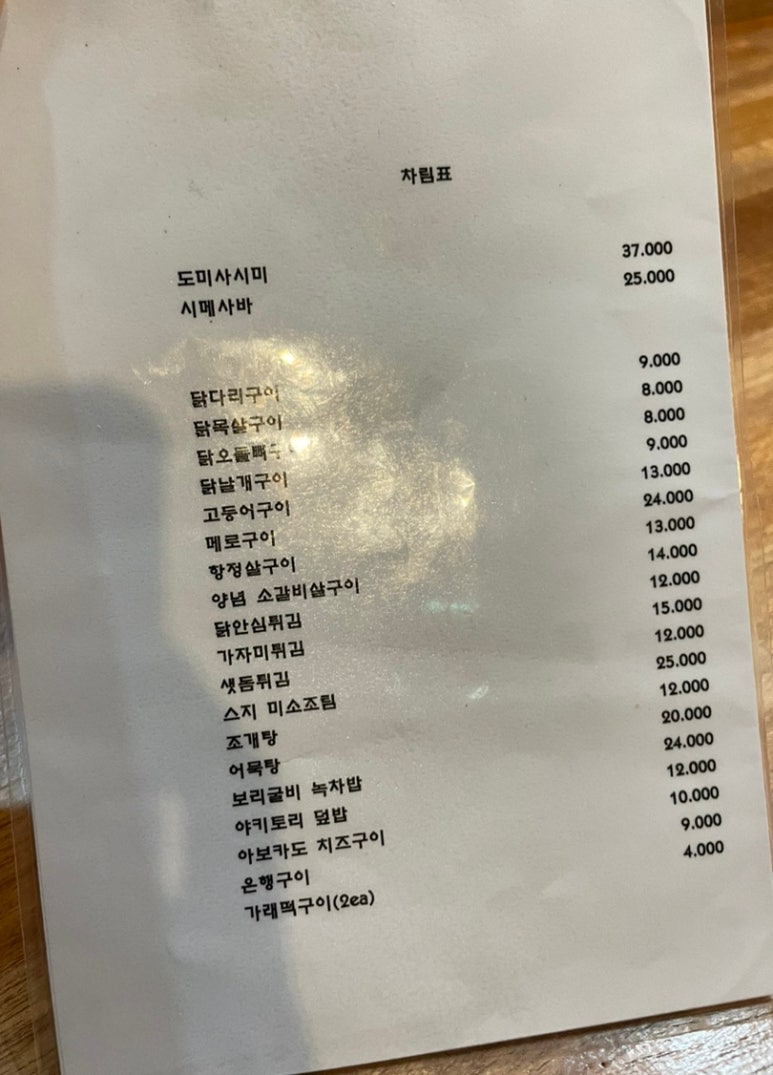 차림표
도미사시미 37.000
시메사바 25.000
닭다리구이 9.000
닭목살구이 8.000
닭오돌뼈구이 8.000
닭날개구이 9.000
고등어구이 13.000
메로구이 24.000
항정살구이 13.000
양념 소갈비살구이 14.000
닭안심튀김 12.000
가자미튀김 15.000
샛돔튀김 12.000
스지 미소조림 25.000
조개탕 12.000
어묵탕 20.000
보리굴비 녹차밥 24.000
야키토리 덮밥 12.000
아보카도 치즈구이 10.000
은행구이 9.000
가래떡구이(2ea) 4.000